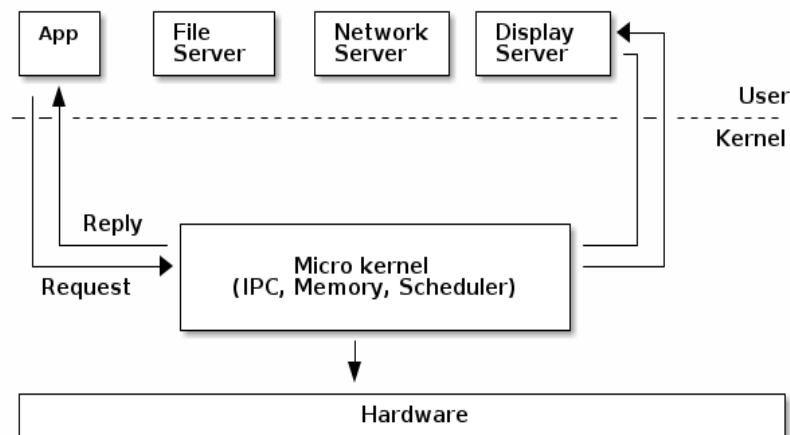 App
File
Server
Network
Server
Display
Server
User
Kernel
Reply
Request
Micro kernel
(IPC, Memory, Scheduler)
Hardware